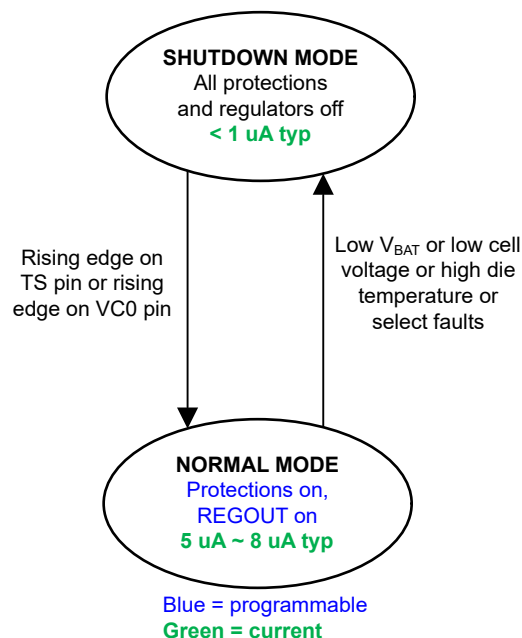 SHUTDOWN MODE
All protections
and regulators off
< 1 uA typ
Rising edge on
TS pin or rising
edge on VC0 pin
Low VBAT or low cell
voltage or high die
temperature or
select faults
NORMAL MODE
Protections on,
REGOUT on
5 uA ~ 8 uA typ
Blue = programmable
Green = current